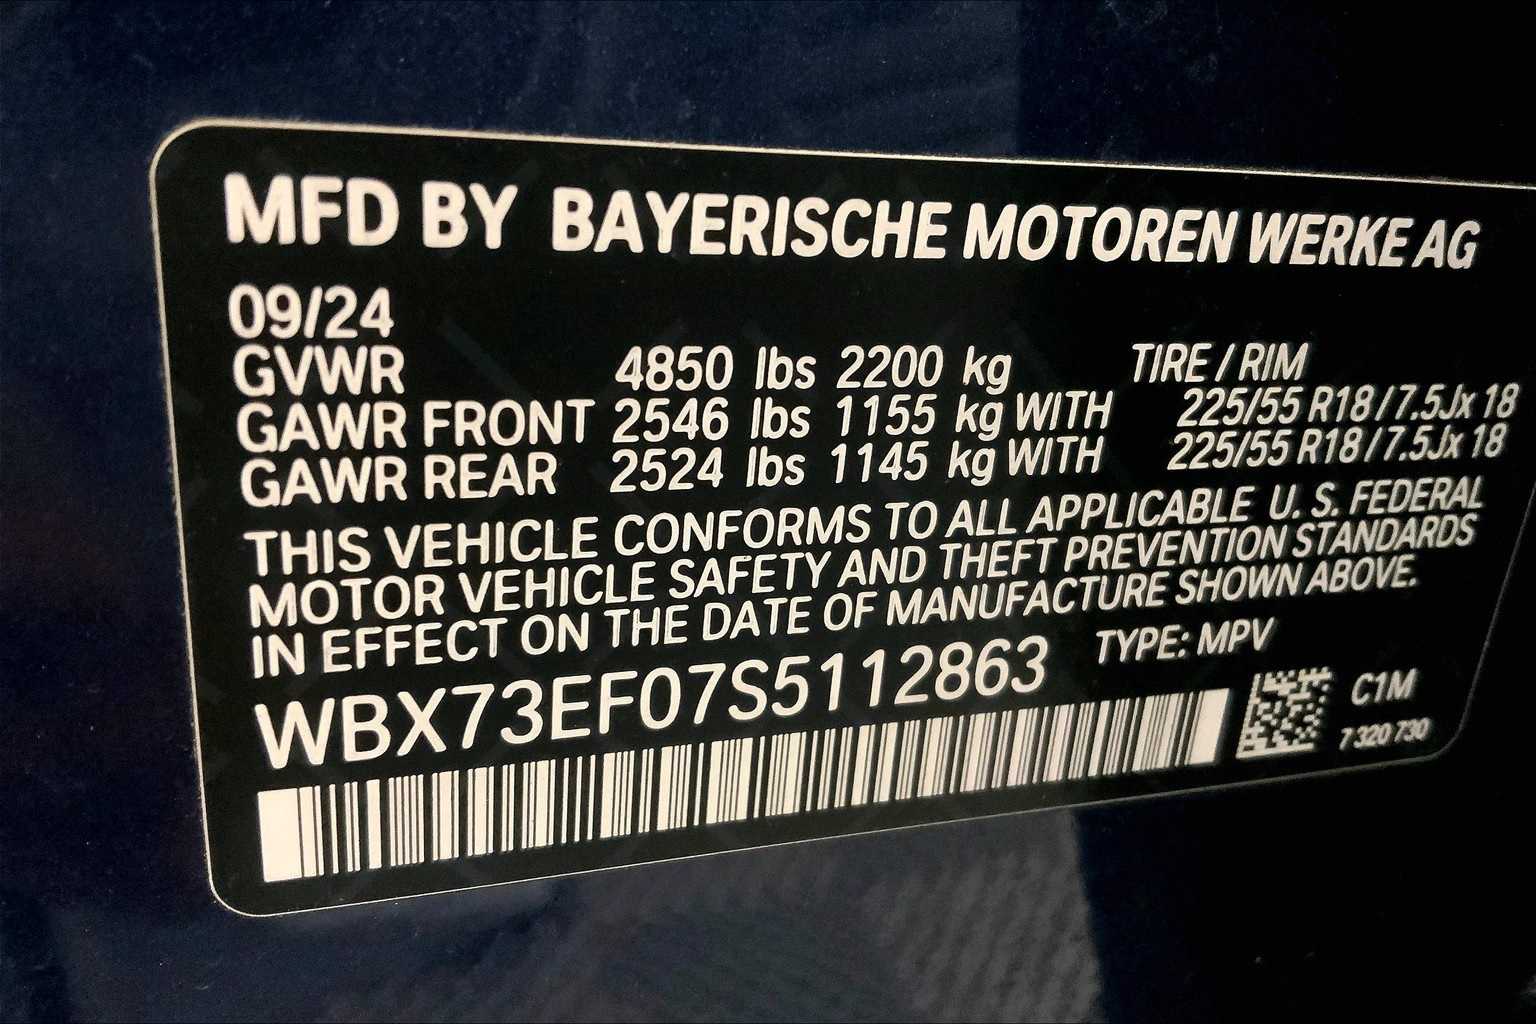 MFD BY BAYERISCHE MOTOREN WERKE AG
09/24
GVWR 4850 lbs 2200 kg TIRE / RIM
GAWR FRONT 2546 lbs 1155 kg WITH 225/55 R18 / 7.5Jx 18
GAWR REAR 2524 lbs 1145 kg WITH 225/55 R18 / 7.5Jx 18
THIS VEHICLE CONFORMS TO ALL APPLICABLE U. S. FEDERAL
MOTOR VEHICLE SAFETY AND THEFT PREVENTION STANDARDS
IN EFFECT ON THE DATE OF MANUFACTURE SHOWN ABOVE.
WBX73EF07S5112863 TYPE: MPV
C1M
7 320 730